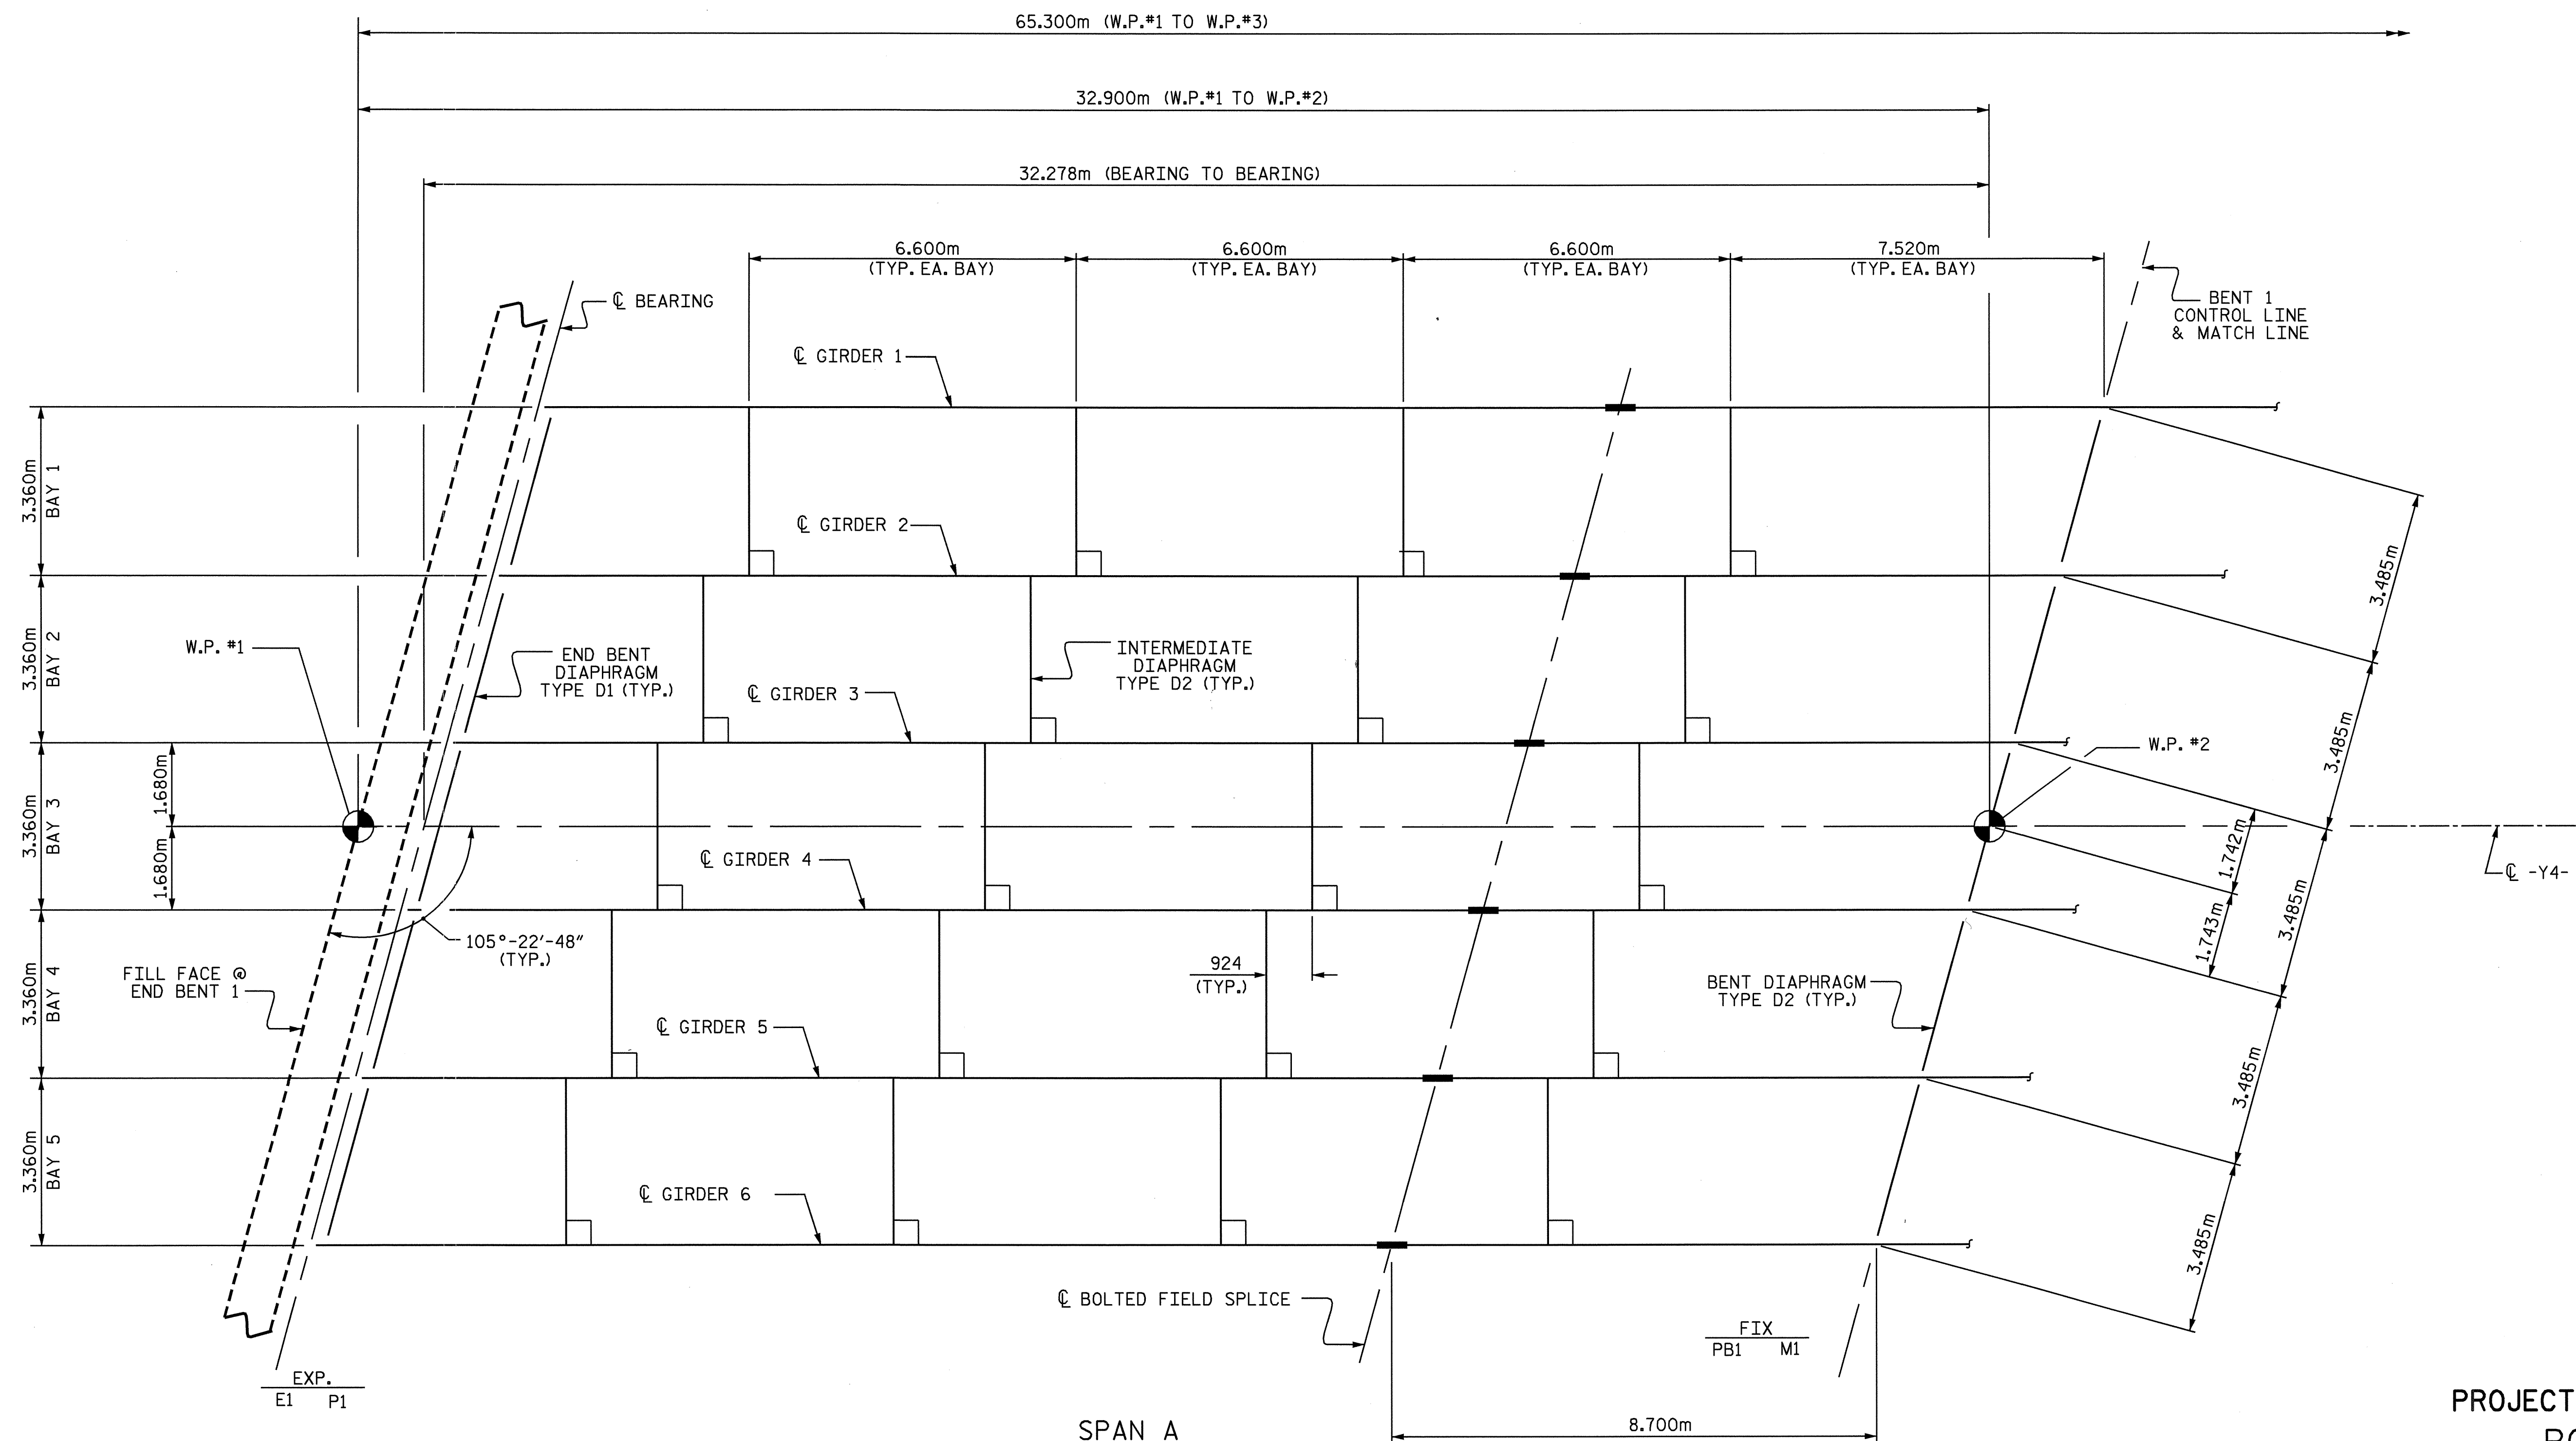 65.300m (W.P.#1 TO W.P.#3)
32.900m (W.P.#1 TO W.P.#2)
32.278m (BEARING TO BEARING)
6.600m
(TYP. EA. BAY)
6.600m
(TYP. EA. BAY)
6.600m
(TYP. EA. BAY)
7.520m
(TYP. EA. BAY)
℄ BEARING
BENT 1
CONTROL LINE
& MATCH LINE
℄ GIRDER 1
3.360m
BAY 1
℄ GIRDER 2
3.485m
W.P. #1
3.360m
BAY 2
END BENT
DIAPHRAGM
TYPE D1 (TYP.)
INTERMEDIATE
DIAPHRAGM
TYPE D2 (TYP.)
℄ GIRDER 3
3.485m
W.P. #2
1.680m
3.360m
BAY 3
1.680m
℄ GIRDER 4
1.742m
℄ -Y4-
3.485m
1.743m
105°-22'-48"
(TYP.)
FILL FACE @
END BENT 1
3.360m
BAY 4
924
(TYP.)
BENT DIAPHRAGM
TYPE D2 (TYP.)
℄ GIRDER 5
3.485m
3.360m
BAY 5
℄ GIRDER 6
3.485m
℄ BOLTED FIELD SPLICE
FIX
PB1 M1
EXP.
E1 P1
SPAN A
8.700m
PROJECT